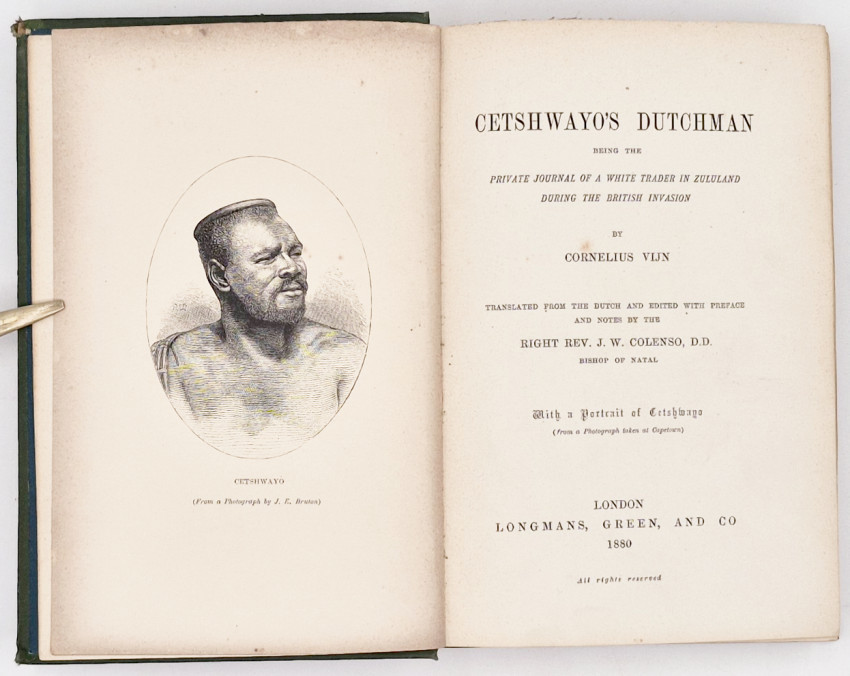 CETSHWAYO
(From a Photograph by J. E. Bruton)
CETSHWAYO'S DUTCHMAN
BEING THE
PRIVATE JOURNAL OF A WHITE TRADER IN ZULULAND
DURING THE BRITISH INVASION
BY
CORNELIUS VIJN
TRANSLATED FROM THE DUTCH AND EDITED WITH PREFACE
AND NOTES BY THE
RIGHT REV. J. W. COLENSO, D.D.
BISHOP OF NATAL
With a Portrait of Cetshwayo
(from a Photograph taken at Capetown)
LONDON
LONGMANS, GREEN, AND CO
1880
All rights reserved